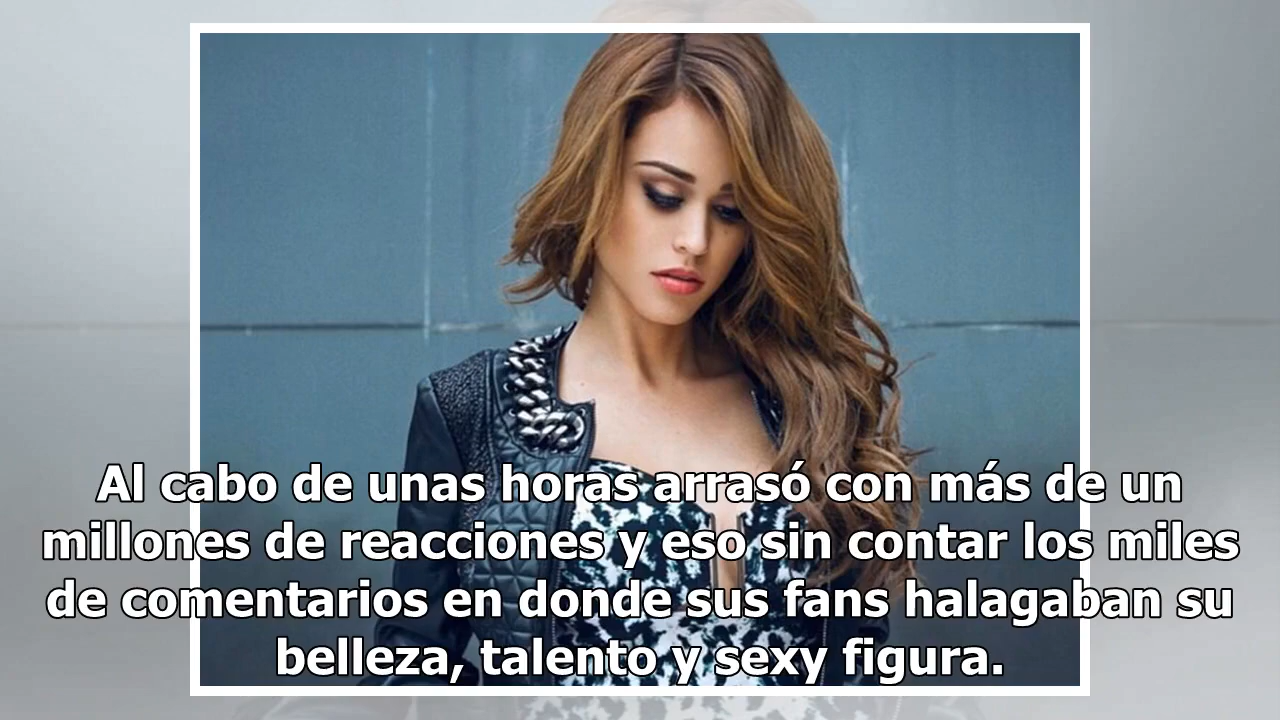 Al cabo de unas horas arrasó con más de un
millones de reacciones y eso sin contar los miles
de comentarios en donde sus fans halagaban su
belleza, talento y sexy figura.